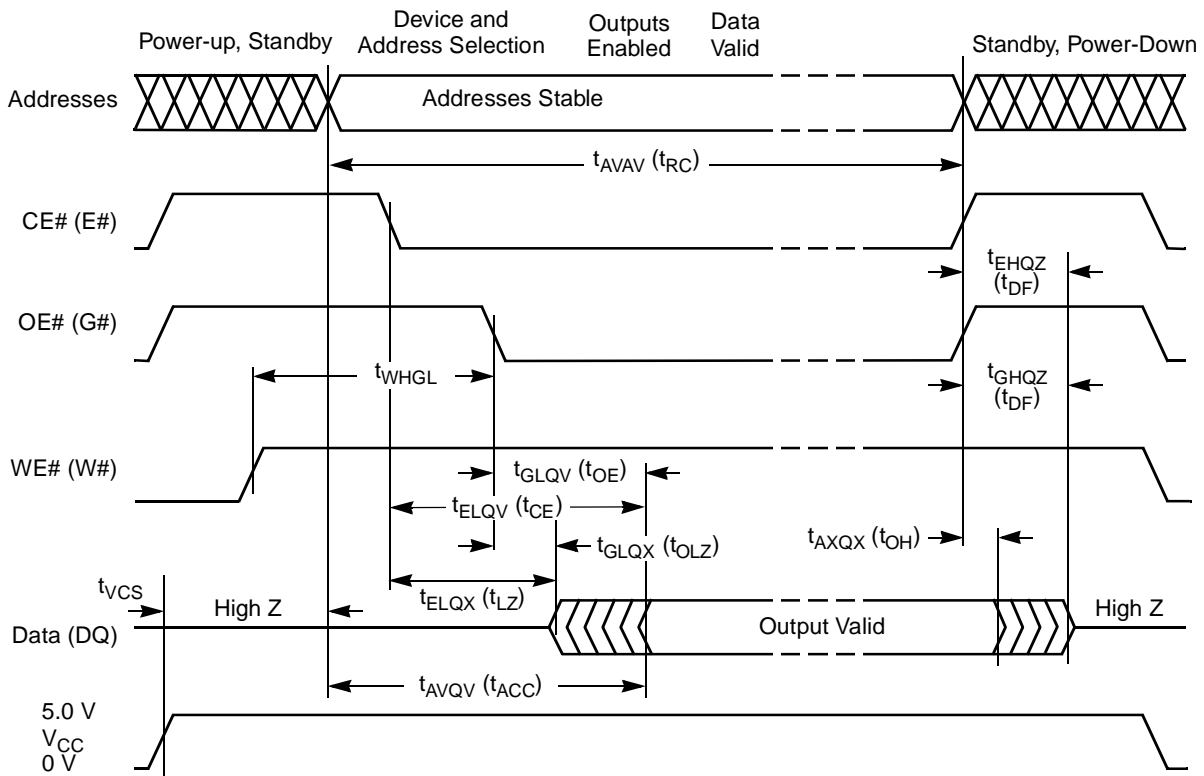 Power-up, Standby
Device and
Address Selection
Outputs
Enabled
Data
Valid
Standby, Power-Down
Addresses
Addresses Stable
tAVAV (tRC)
CE# (E#)
tEHQZ
(tDF)
OE# (G#)
tWHGL
tGHQZ
(tDF)
WE# (W#)
tGLQV (tOE)
tELQV (tCE)
tGLQX (tOLZ)
tAXQX (tOH)
tVCS
tELQX (tLZ)
High Z
Output Valid
High Z
Data (DQ)
tAVQV (tACC)
5.0 V
VCC
0 V